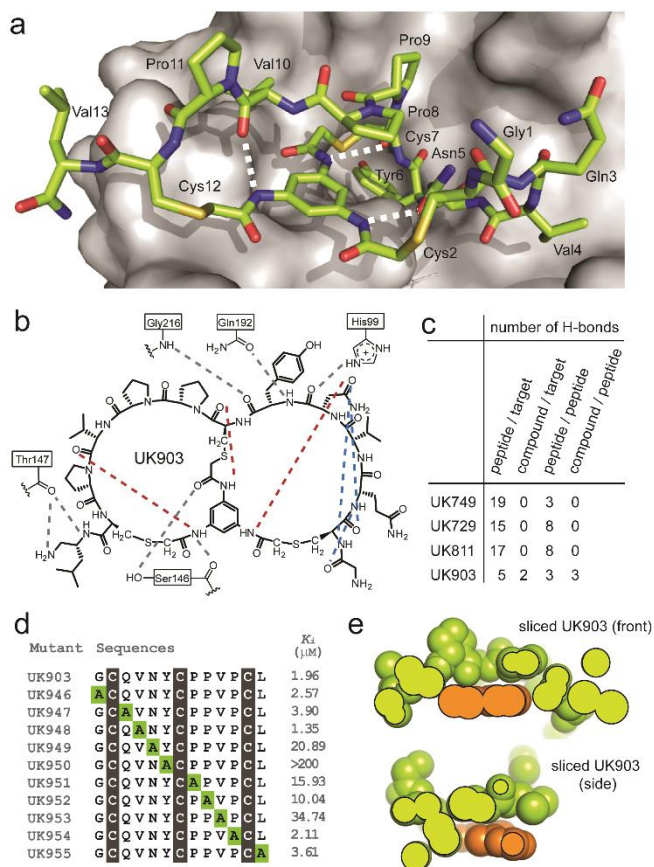 a
Pro11
Val10
Pro9
Val13
Pro8
Cys7
Gly1
Asn5
Gln3
Tyr6
Cys12
Cys2
Val4
b
Gly216
Gln192
His99
NH
H2N
O
OH
UK903
Thr147
Ser146
c
number of H-bonds
peptide / target
compound / target
peptide / peptide
compound / peptide
UK749 19 0 3 0
UK729 15 0 8 0
UK811 17 0 8 0
UK903 5 2 3 3
d
Mutant Sequences Ki (μM)
UK903 G C Q V N Y C P P V P C L 1.96
UK946 A C Q V N Y C P P V P C L 2.57
UK947 G C A V N Y C P P V P C L 3.90
UK948 G C Q A N Y C P P V P C L 1.35
UK949 G C Q V A Y C P P V P C L 20.89
UK950 G C Q V N A C P P V P C L >200
UK951 G C Q V N Y C A P V P C L 15.93
UK952 G C Q V N Y C P A V P C L 10.04
UK953 G C Q V N Y C P P A P C L 34.74
UK954 G C Q V N Y C P P V A C L 2.11
UK955 G C Q V N Y C P P V P C A 3.61
e
sliced UK903 (front)
sliced UK903
(side)